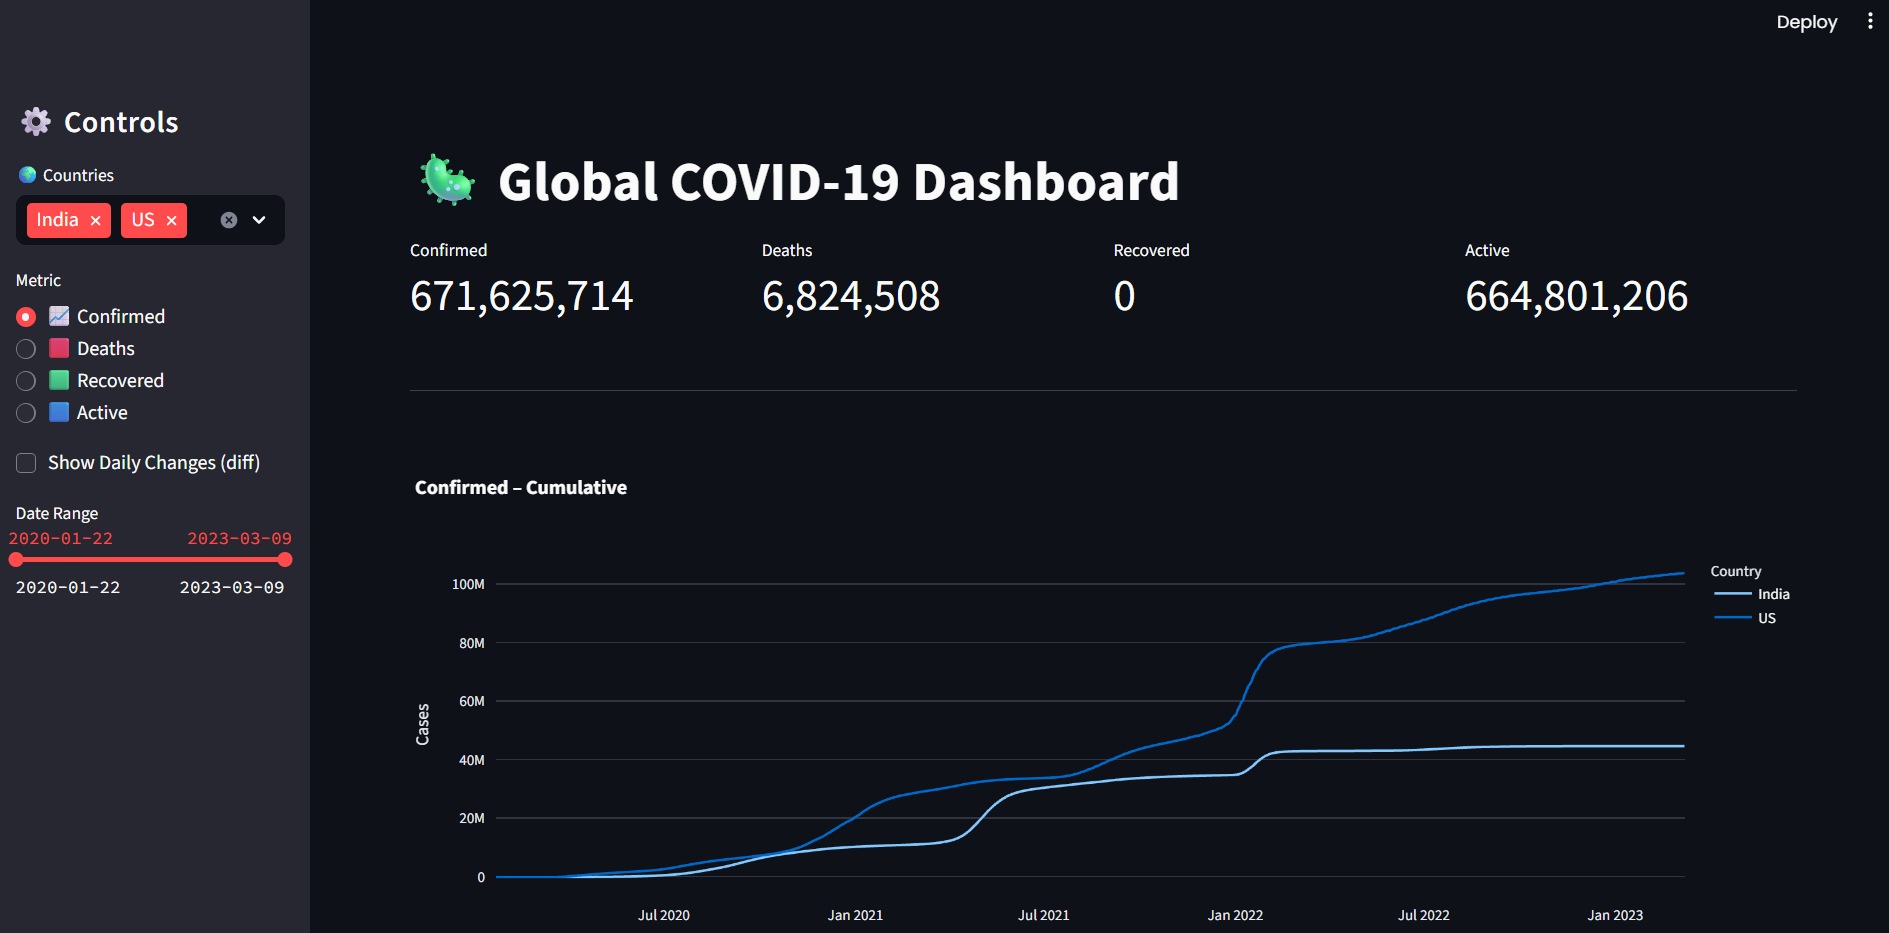 Deploy
Controls
Countries
India × US ×
Metric
Confirmed
Deaths
Recovered
Active
Show Daily Changes (diff)
Date Range
2020-01-22 2023-03-09
2020-01-22 2023-03-09
Global COVID-19 Dashboard
Confirmed Deaths Recovered Active
671,625,714 6,824,508 0 664,801,206
Confirmed – Cumulative
Cases
100M
80M
60M
40M
20M
0
Jul 2020 Jan 2021 Jul 2021 Jan 2022 Jul 2022 Jan 2023
Country
India
US